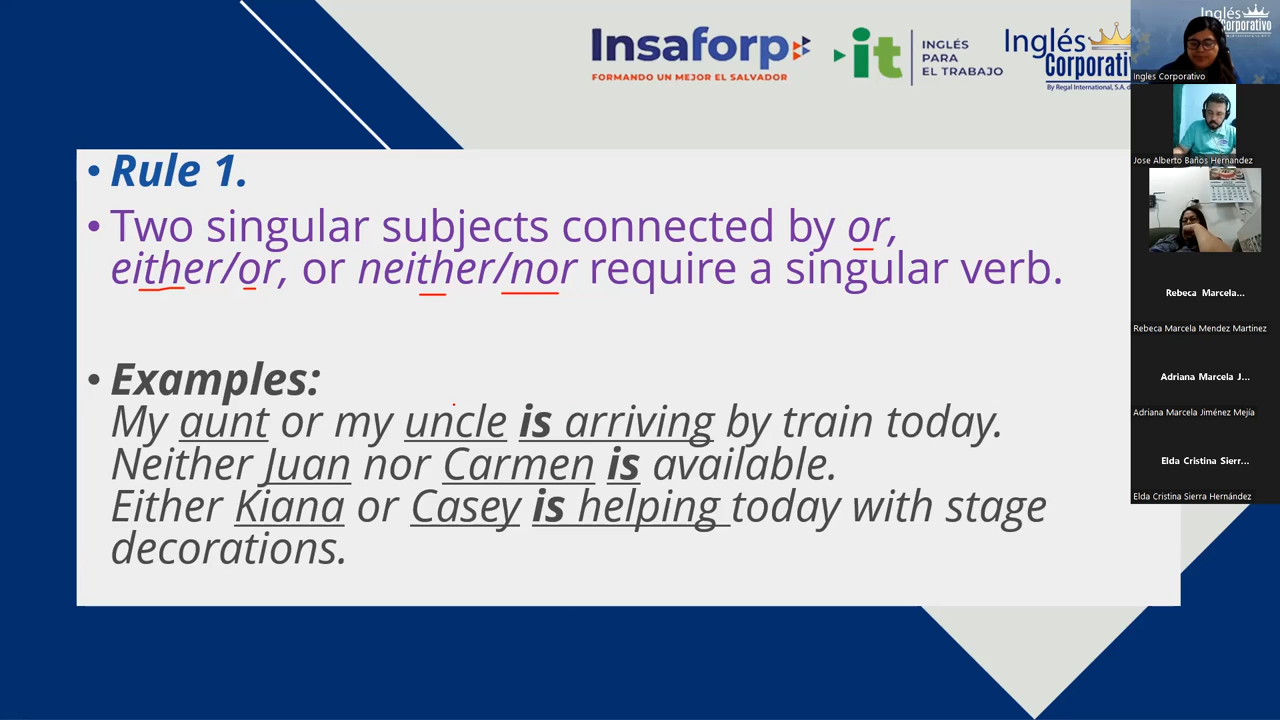 Insaforp
FORMANDO UN MEJOR EL SALVADOR
it
INGLÉS
PARA
EL TRABAJO
Inglés
Corporativ
By Regal International, S.A. d
Inglés
Corporativo
Ingles Corporativo
Jose Alberto Baños Hernandez
Rebeca Marcela...
Rebeca Marcela Mendez Martinez
Adriana Marcela J...
Adriana Marcela Jiménez Mejía
Elda Cristina Sierr...
Elda Cristina Sierra Hernández
• Rule 1.
• Two singular subjects connected by or,
either/or, or neither/nor require a singular verb.
• Examples:
My aunt or my uncle is arriving by train today.
Neither Juan nor Carmen is available.
Either Kiana or Casey is helping today with stage
decorations.